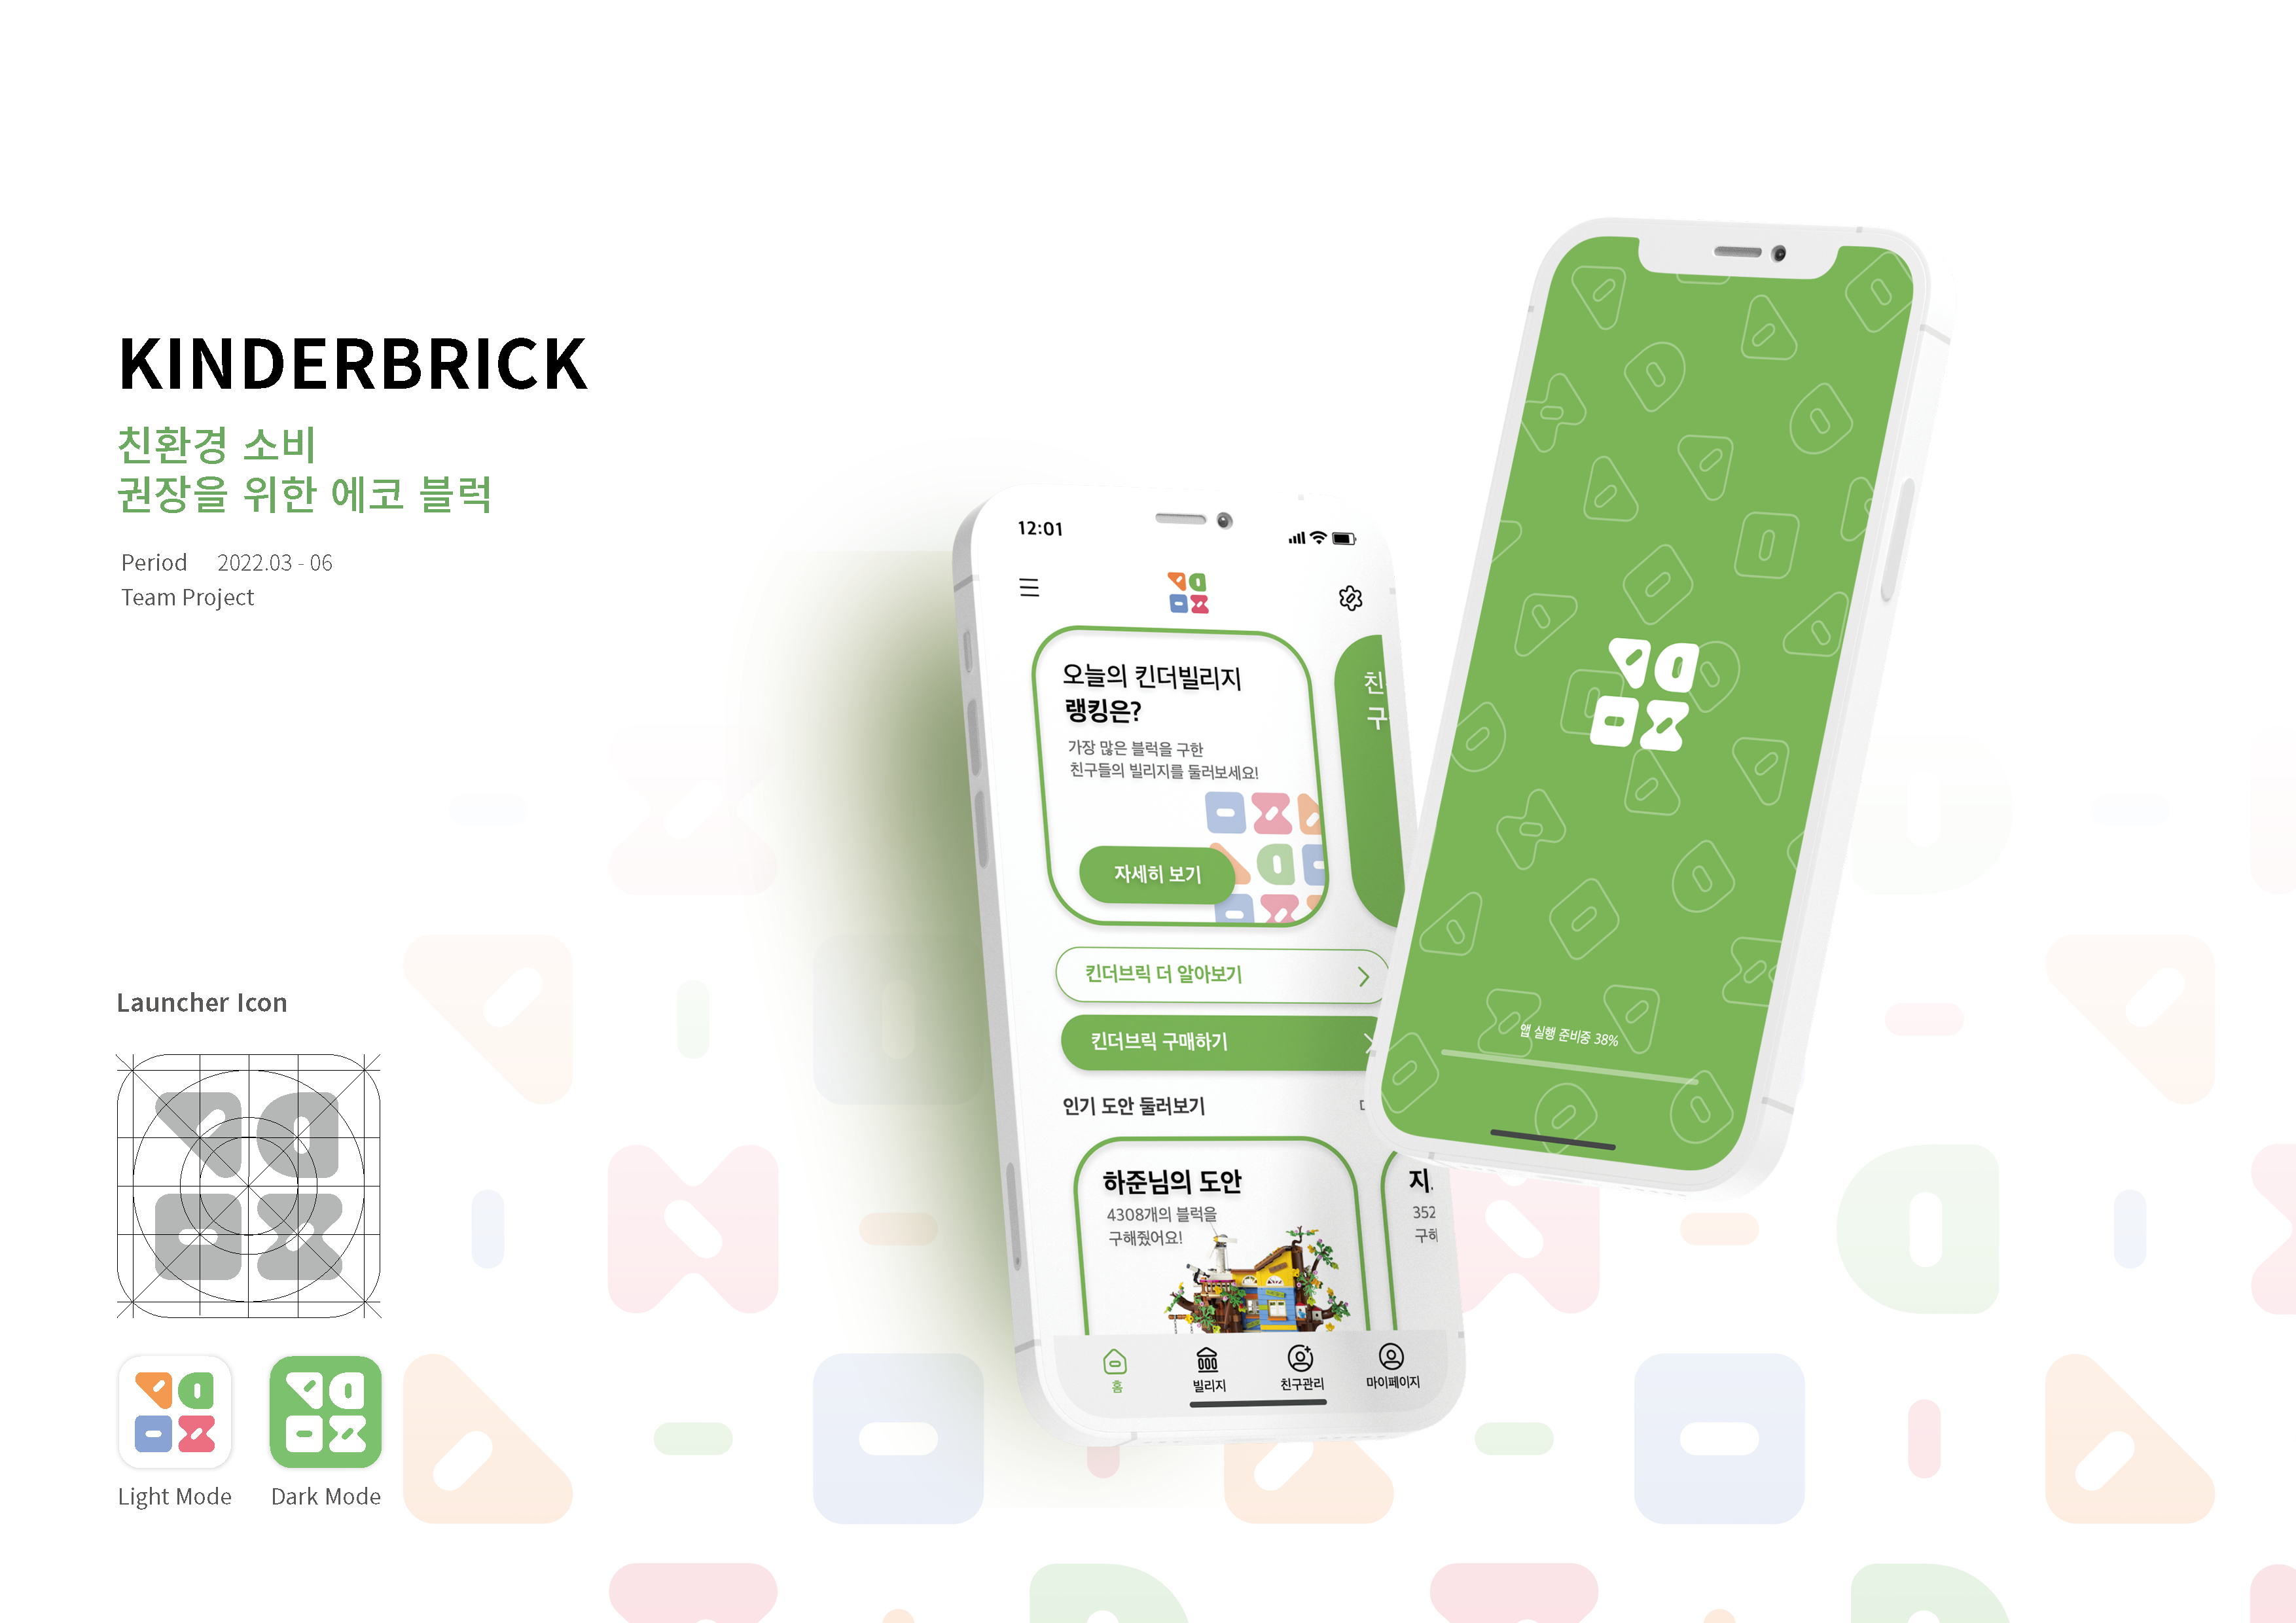 KINDERBRICK
친환경 소비
권장을 위한 에코 블럭
Period 2022.03 - 06
Team Project
Launcher Icon
Light Mode
Dark Mode
12:01
오늘의 킨더빌리지
랭킹은?
가장 많은 블럭을 구한
친구들의 빌리지를 둘러보세요!
자세히 보기
친
구
킨더브릭 더 알아보기
킨더브릭 구매하기
인기 도안 둘러보기
하준님의 도안
4308개의 블럭을
구해줬어요!
지
352
구해
홈
빌리지
친구관리
마이페이지
앱 실행 준비중 38%